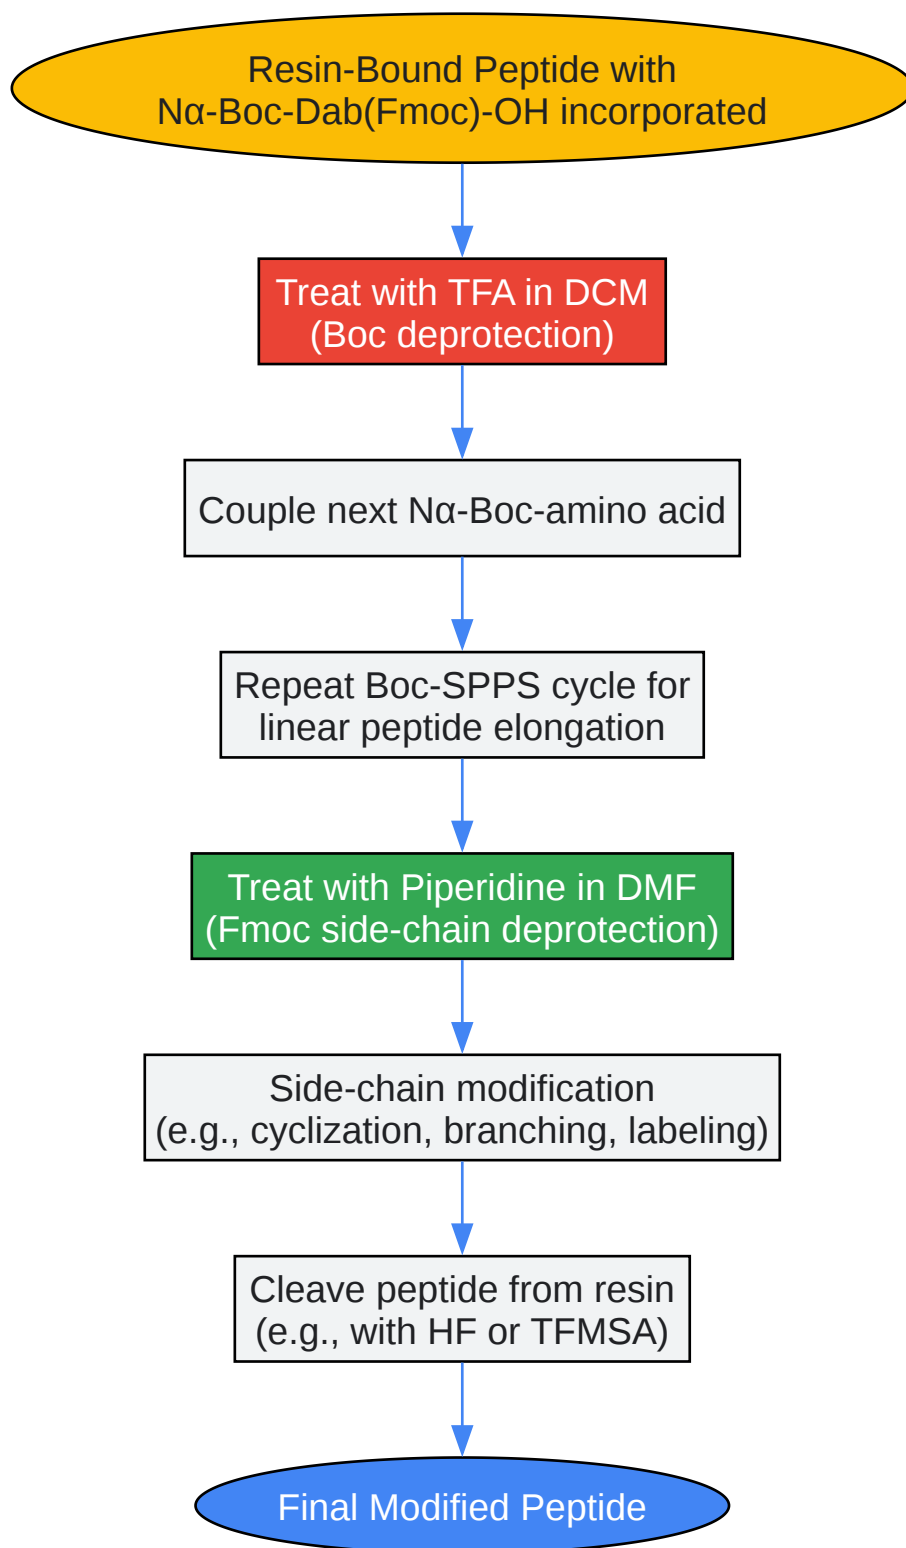 Resin-Bound Peptide with
Nα-Boc-Dab(Fmoc)-OH incorporated
Treat with TFA in DCM
(Boc deprotection)
Couple next Nα-Boc-amino acid
Repeat Boc-SPPS cycle for
linear peptide elongation
Treat with Piperidine in DMF
(Fmoc side-chain deprotection)
Side-chain modification
(e.g., cyclization, branching, labeling)
Cleave peptide from resin
(e.g., with HF or TFMSA)
Final Modified Peptide